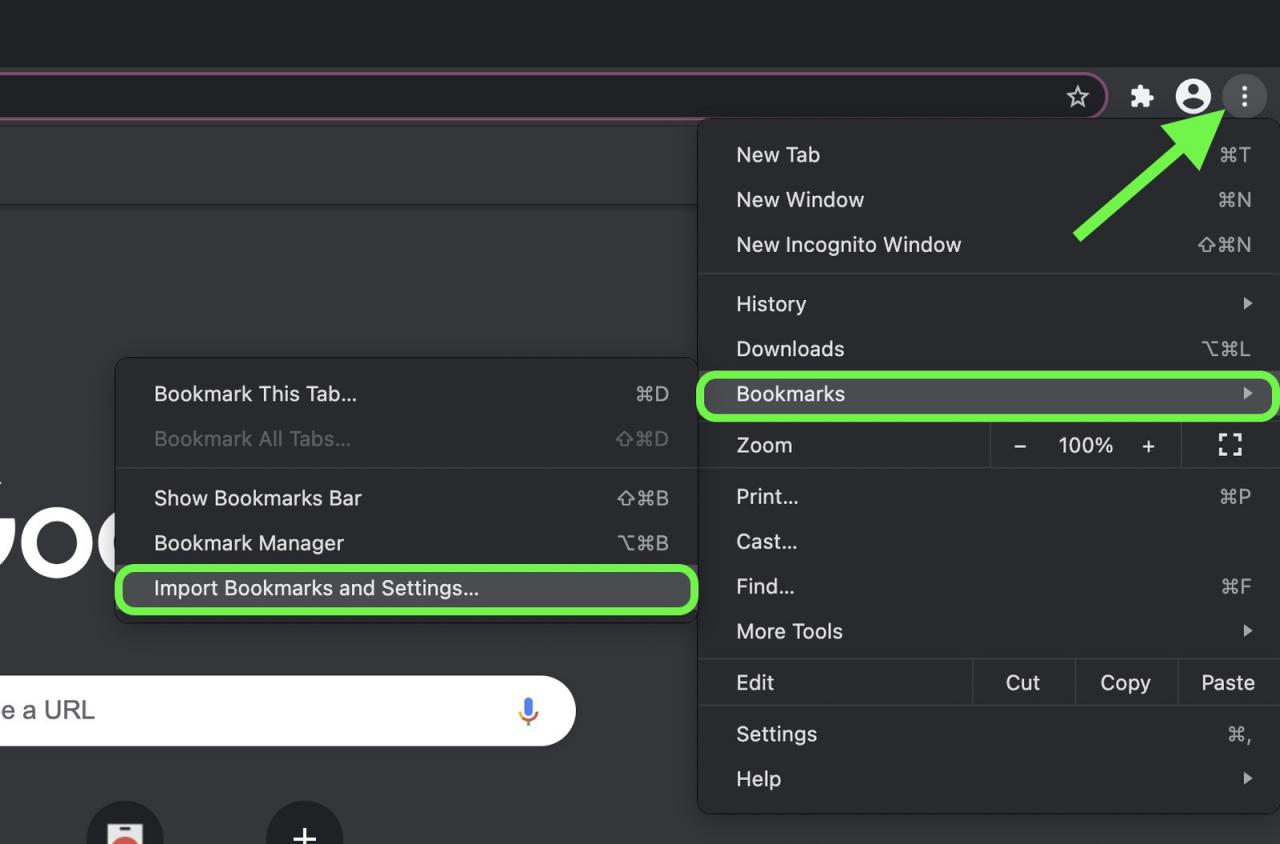 New Tab ⌘T
New Window ⌘N
New Incognito Window ⇧⌘N
History
Downloads ⌥⌘L
Bookmarks
Zoom − 100% +
Print... ⌘P
Cast...
Find... ⌘F
More Tools
Edit Cut Copy Paste
Settings ⌘,
Help
Bookmark This Tab... ⌘D
Bookmark All Tabs... ⇧⌘D
Show Bookmarks Bar ⇧⌘B
Bookmark Manager ⌥⌘B
Import Bookmarks and Settings...
e a URL